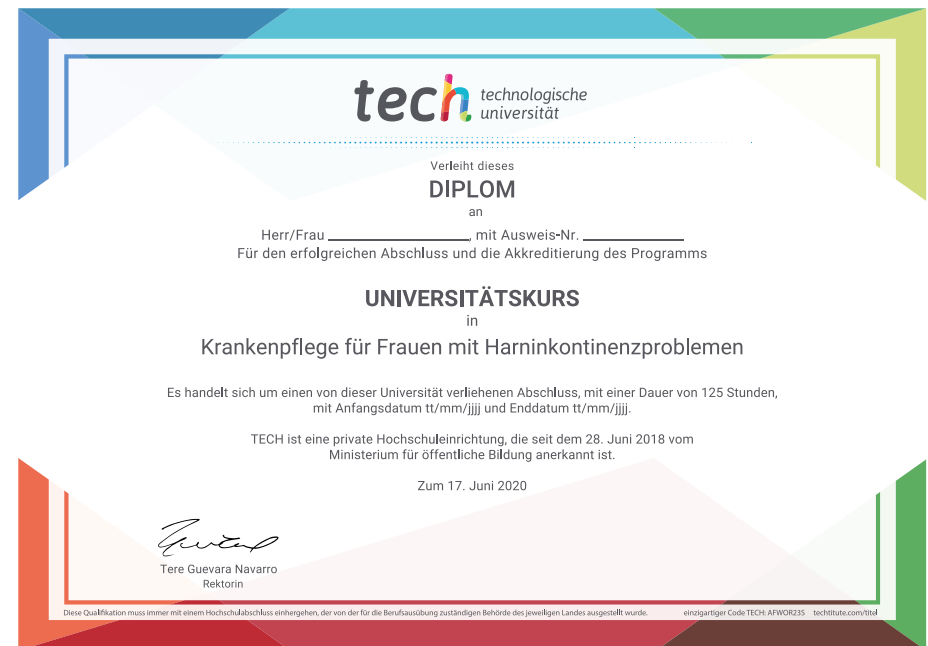 tech technologische
universität
Verleiht dieses
DIPLOM
an
Herr/Frau ____________, mit Ausweis-Nr. ____________
Für den erfolgreichen Abschluss und die Akkreditierung des Programms
UNIVERSITÄTSKURS
in
Krankenpflege für Frauen mit Harninkontinenzproblemen
Es handelt sich um einen von dieser Universität verliehenen Abschluss, mit einer Dauer von 125 Stunden,
mit Anfangsdatum tt/mm/jjjj und Enddatum tt/mm/jjjj.
TECH ist eine private Hochschuleinrichtung, die seit dem 28. Juni 2018 vom
Ministerium für öffentliche Bildung anerkannt ist.
Zum 17. Juni 2020
Tere Guevara Navarro
Rektorin
Diese Qualifikation muss immer mit einem Hochschulabschluss einhergehen, der von der für die Berufsausübung zuständigen Behörde des jeweiligen Landes ausgestellt wurde. einzigartiger Code TECH: AFWOR23S techtitute.com/titel